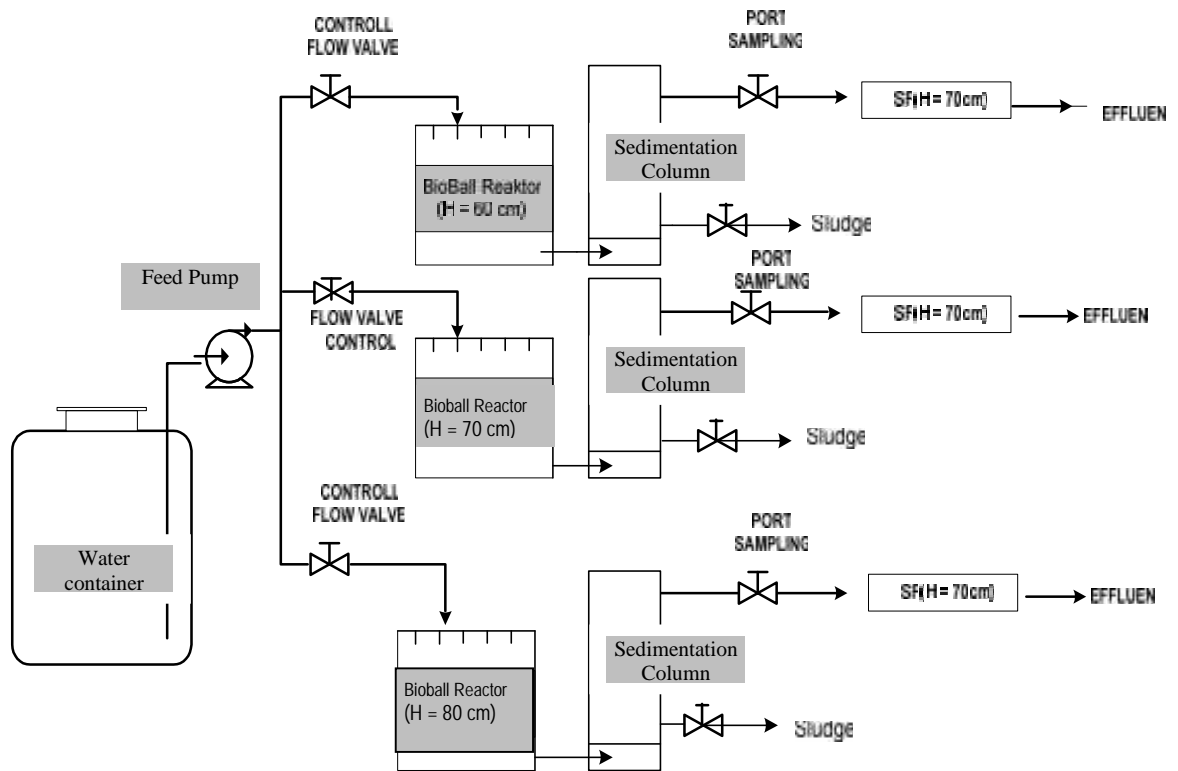 CONTROLL
FLOW VALVE
PORT
SAMPLING
SF(H = 70cm)
EFFLUEN
Sedimentation
Column
BioBall Reaktor
(H = 60 cm)
Sludge
Feed Pump
PORT
SAMPLING
FLOW VALVE
CONTROL
SF(H = 70cm)
EFFLUEN
Sedimentation
Column
Bioball Reactor
(H = 70 cm)
Sludge
CONTROLL
FLOW VALVE
PORT
SAMPLING
Water
container
SF(H = 70cm)
EFFLUEN
Sedimentation
Column
Bioball Reactor
(H = 80 cm)
Sludge